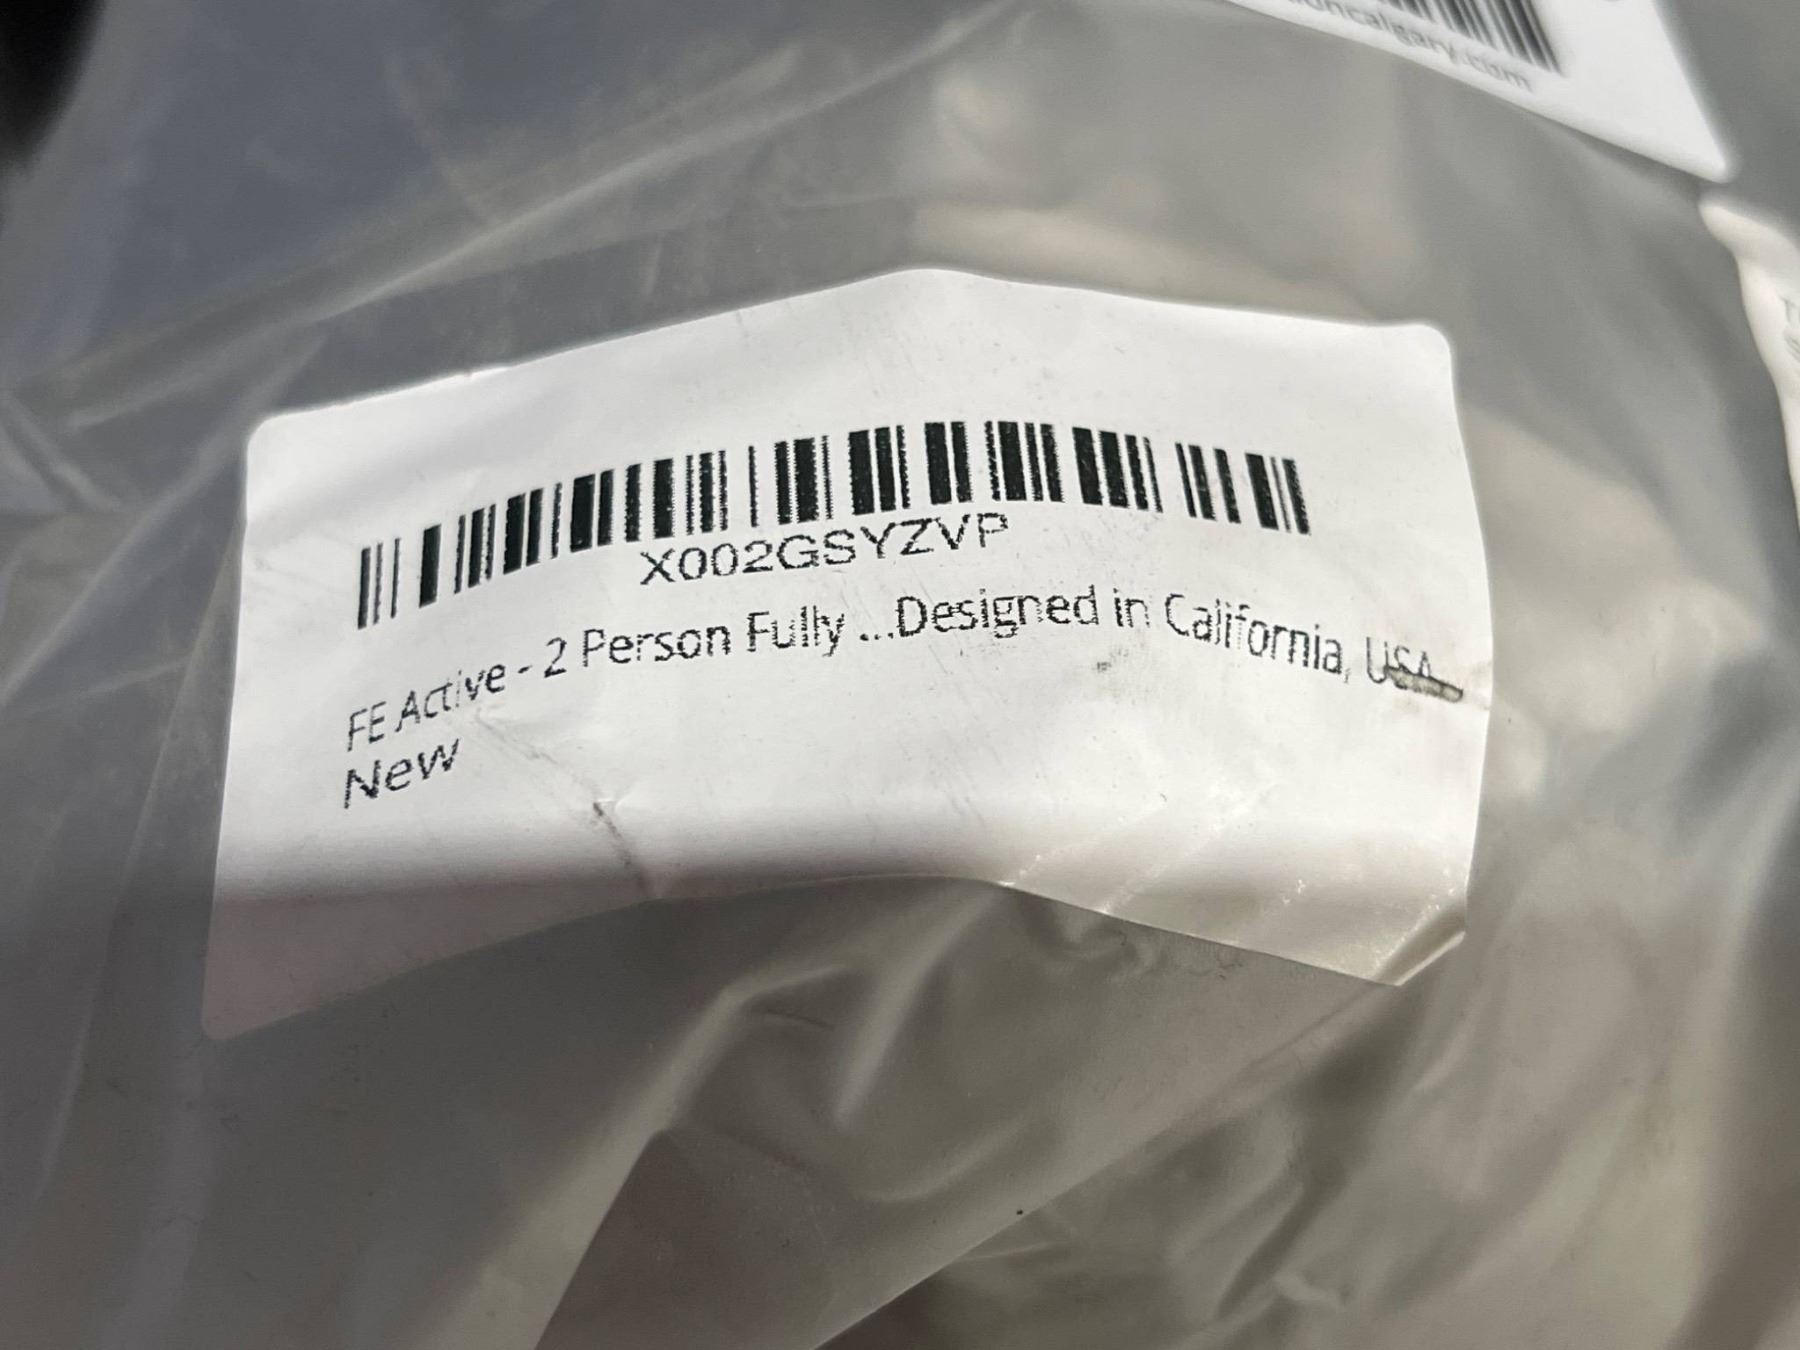 X002GSYZVP
FE Active - 2 Person Fully ...Designed in California, USA
New